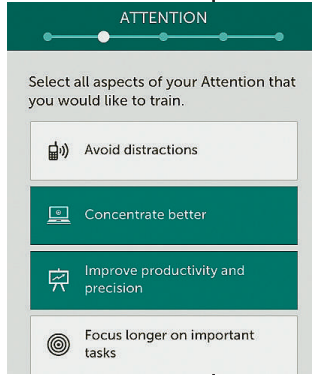 ATTENTION
Select all aspects of your Attention that
you would like to train.
Avoid distractions
Concentrate better
Improve productivity and
precision
Focus longer on important
tasks